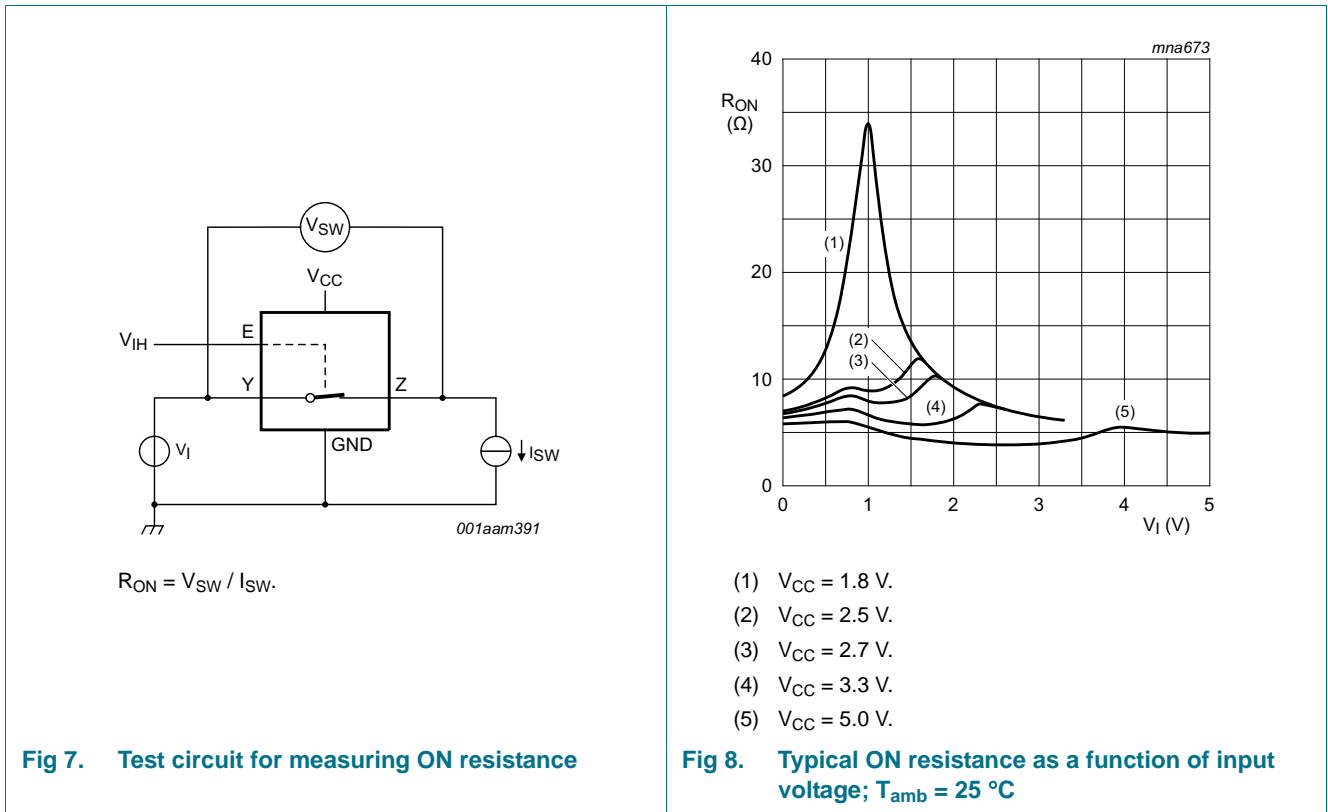 VSW
VCC
VIH
E
Y
Z
GND
VI
ISW
001aam391
RON = VSW / ISW.
Fig 7. Test circuit for measuring ON resistance
mna673
RON
(Ω)
40
30
20
10
0
(1)
(2)
(3)
(4)
(5)
0 1 2 3 4 5
VI (V)
(1) VCC = 1.8 V.
(2) VCC = 2.5 V.
(3) VCC = 2.7 V.
(4) VCC = 3.3 V.
(5) VCC = 5.0 V.
Fig 8. Typical ON resistance as a function of input
voltage; Tamb = 25 °C